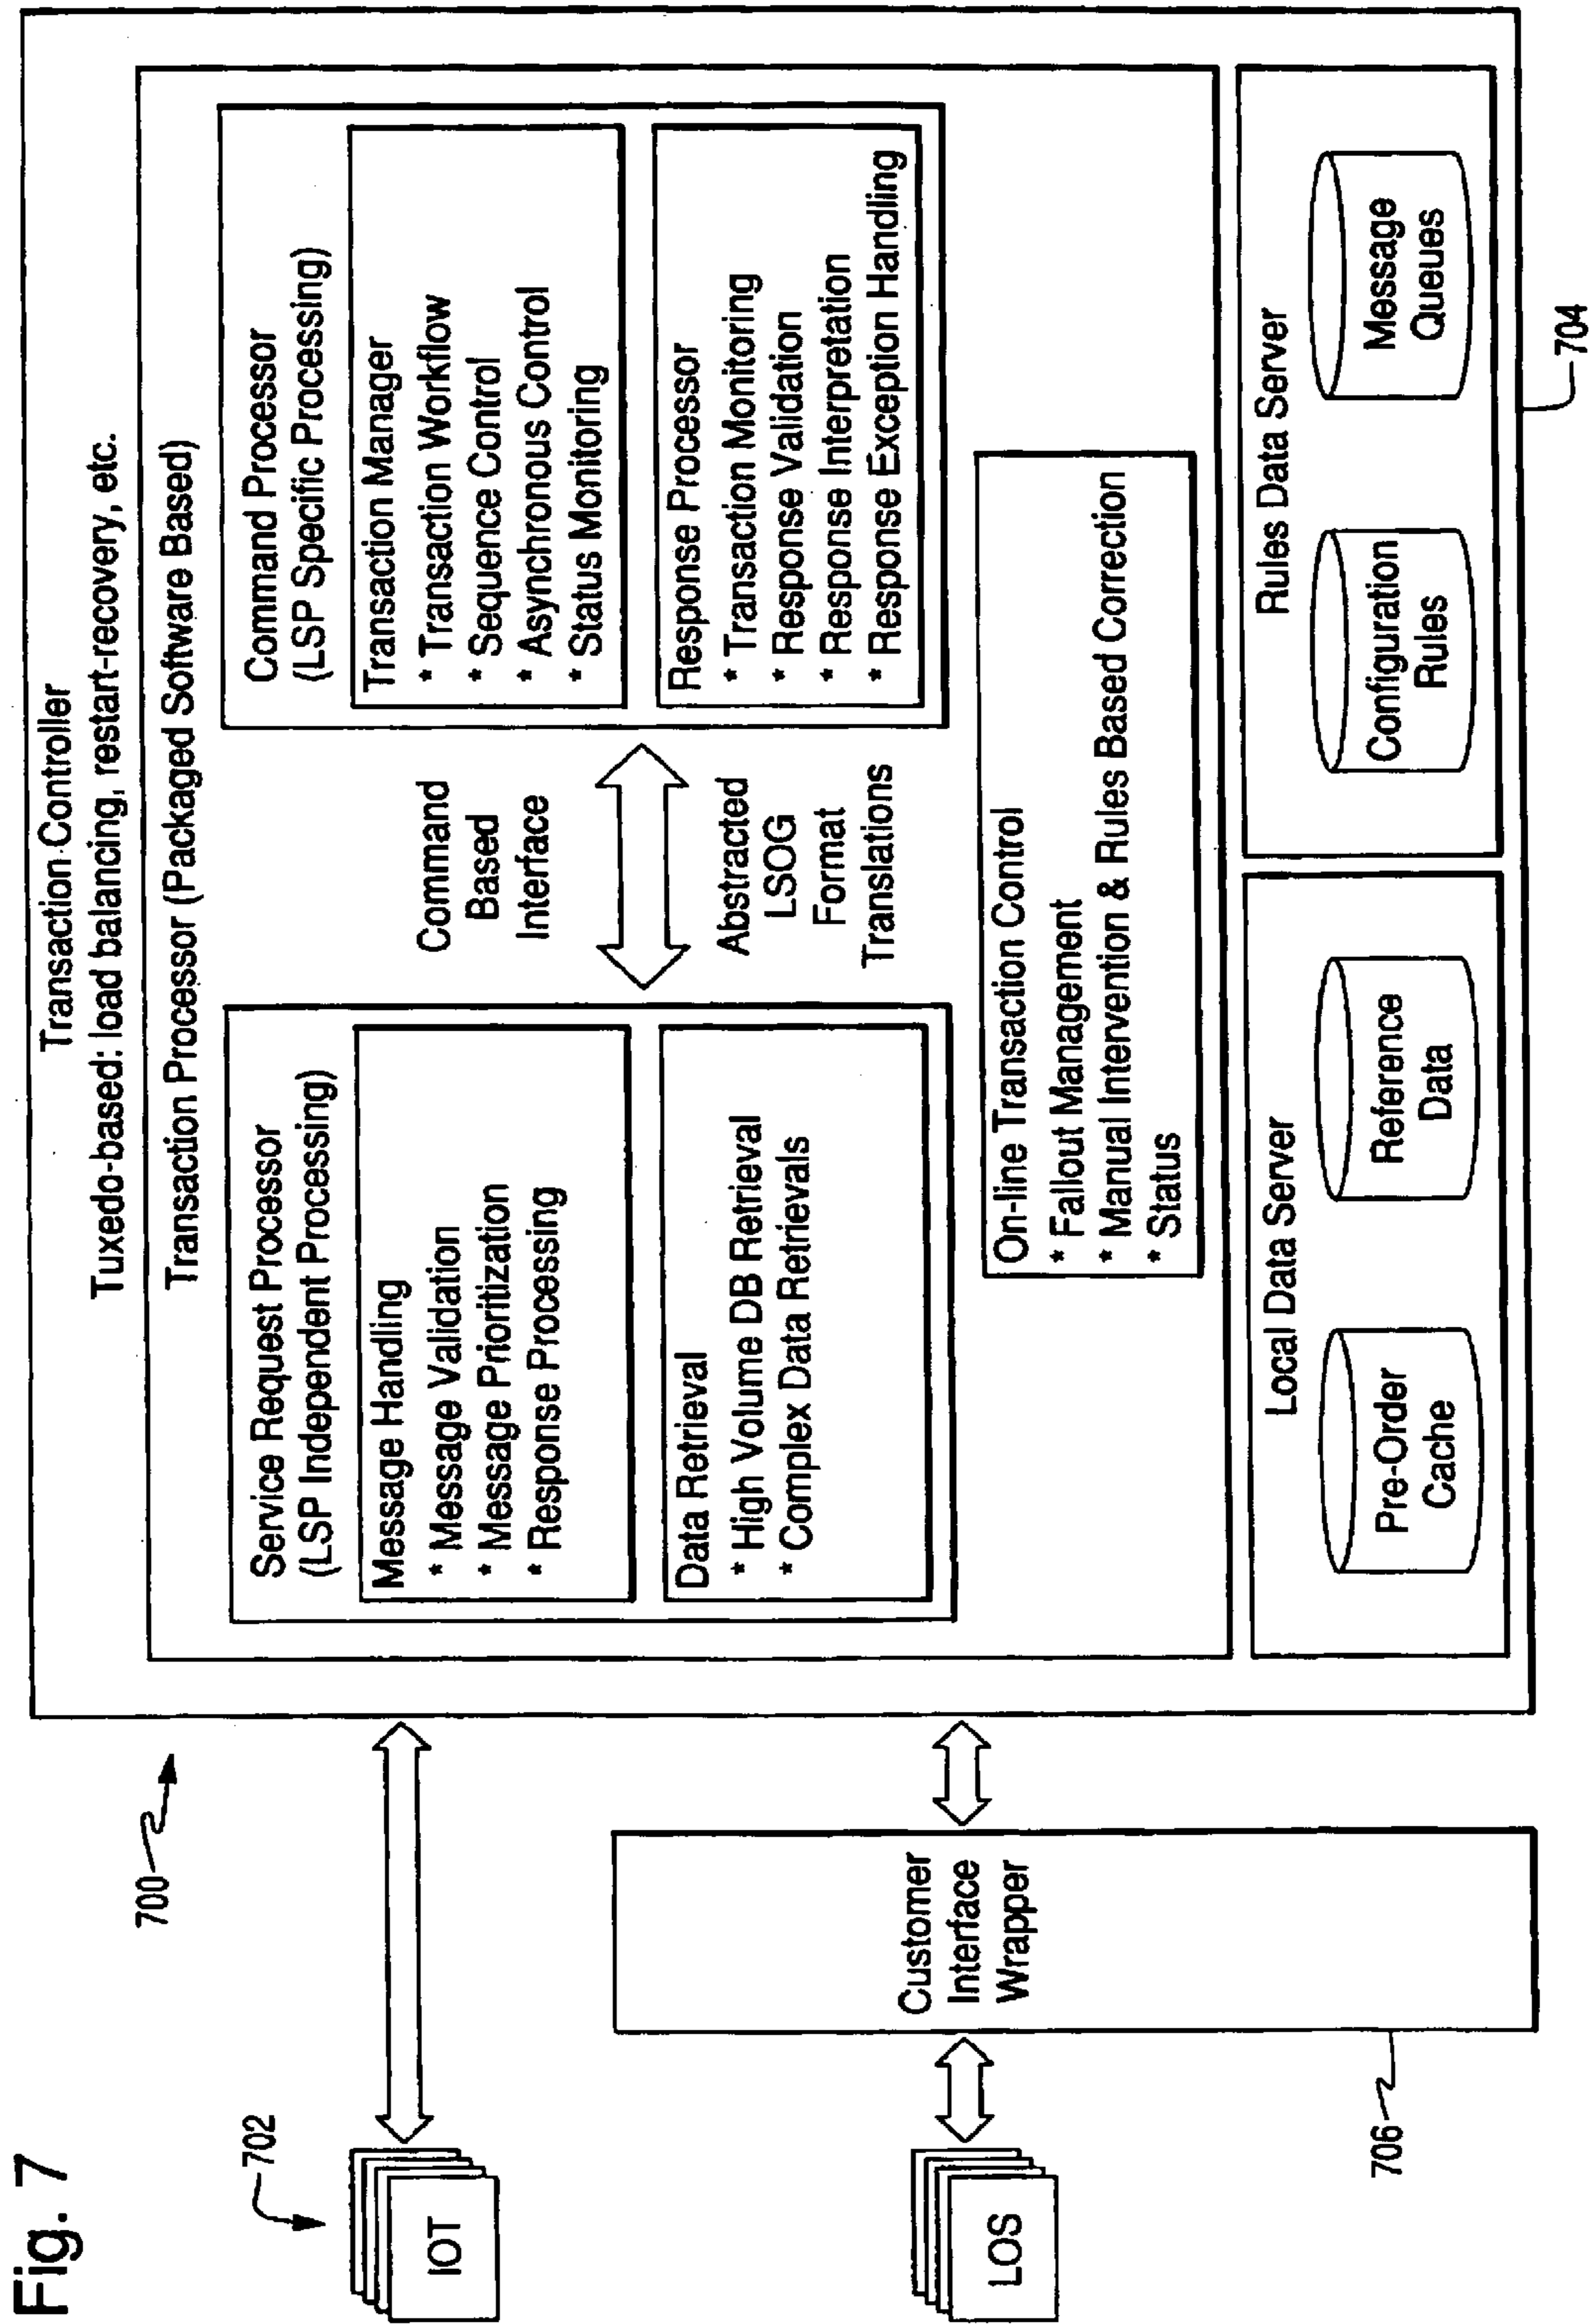 Fig. 7
700
702
IOT
LOS
Customer
Interface
Wrapper
706
Transaction Controller
Tuxedo-based: load balancing, restart-recovery, etc.
Transaction Processor (Packaged Software Based)
Service Request Processor
(LSP Independent Processing)
Message Handling
* Message Validation
* Message Prioritization
* Response Processing
Data Retrieval
* High Volume DB Retrieval
* Complex Data Retrievals
Command
Based
Interface
Abstracted
LSOG
Format
Translations
Command Processor
(LSP Specific Processing)
Transaction Manager
* Transaction Workflow
* Sequence Control
* Asynchronous Control
* Status Monitoring
Response Processor
* Transaction Monitoring
* Response Validation
* Response Interpretation
* Response Exception Handling
On-line Transaction Control
* Fallout Management
* Manual Intervention & Rules Based Correction
* Status
Local Data Server
Pre-Order
Cache
Reference
Data
Rules Data Server
Configuration
Rules
Message
Queues
704